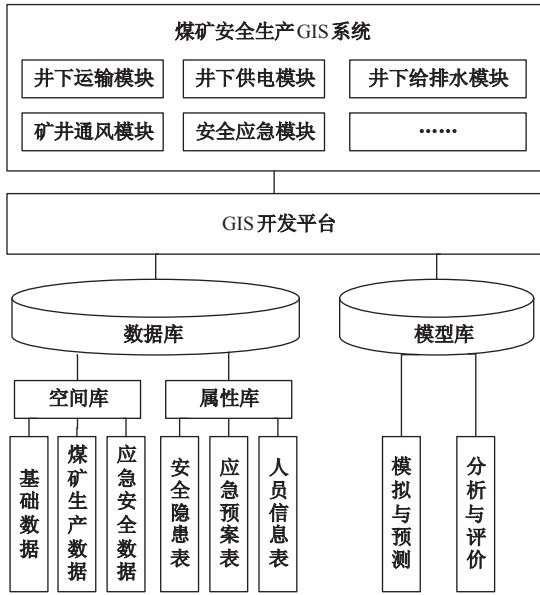 煤矿安全生产GIS系统
井下运输模块
井下供电模块
井下给排水模块
矿井通风模块
安全应急模块
……
GIS开发平台
数据库
模型库
空间库
属性库
基础数据
煤矿生产数据
应急安全数据
安全隐患表
应急预案表
人员信息表
模拟与预测
分析与评价